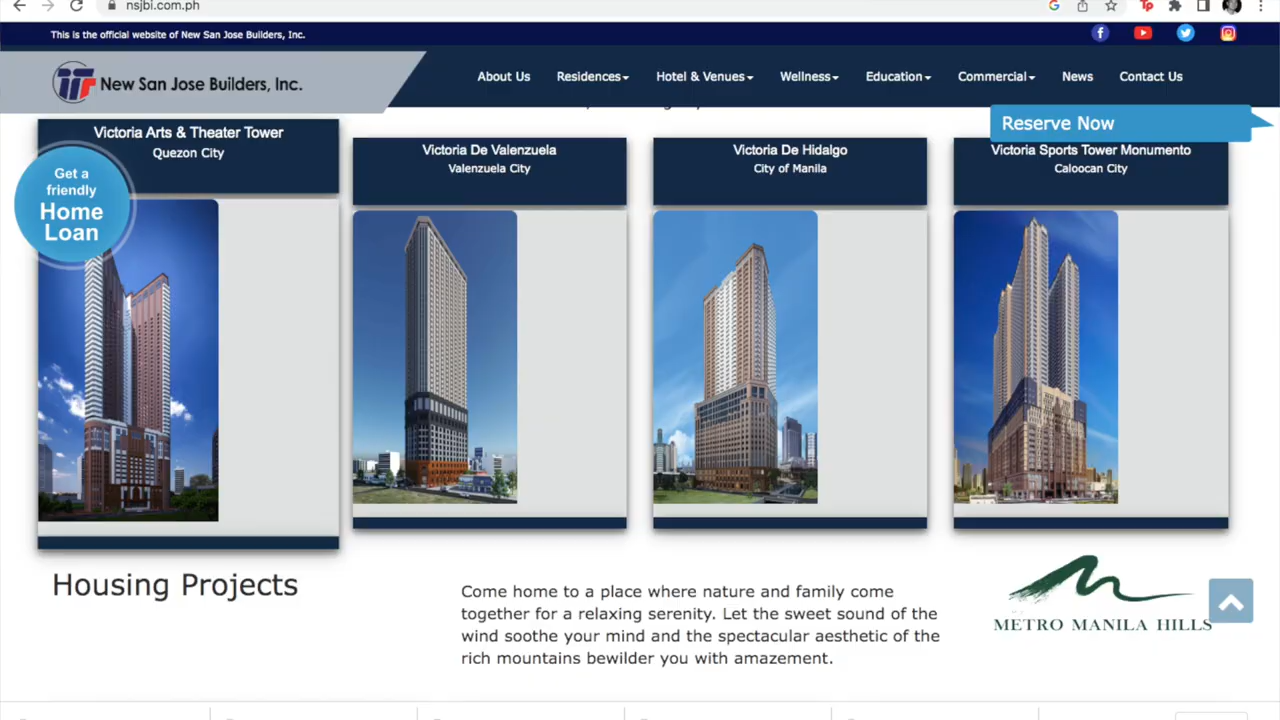 nsjbi.com.ph
This is the official website of New San Jose Builders, Inc.
New San Jose Builders, Inc.
About Us Residences Hotel & Venues Wellness Education Commercial News Contact Us
Reserve Now
Victoria Arts & Theater Tower
Quezon City
Victoria De Valenzuela
Valenzuela City
Victoria De Hidalgo
City of Manila
Victoria Sports Tower Monumento
Caloocan City
Get a
friendly
Home
Loan
Housing Projects
Come home to a place where nature and family come
together for a relaxing serenity. Let the sweet sound of the
wind soothe your mind and the spectacular aesthetic of the
rich mountains bewilder you with amazement.
METRO MANILA HILLS